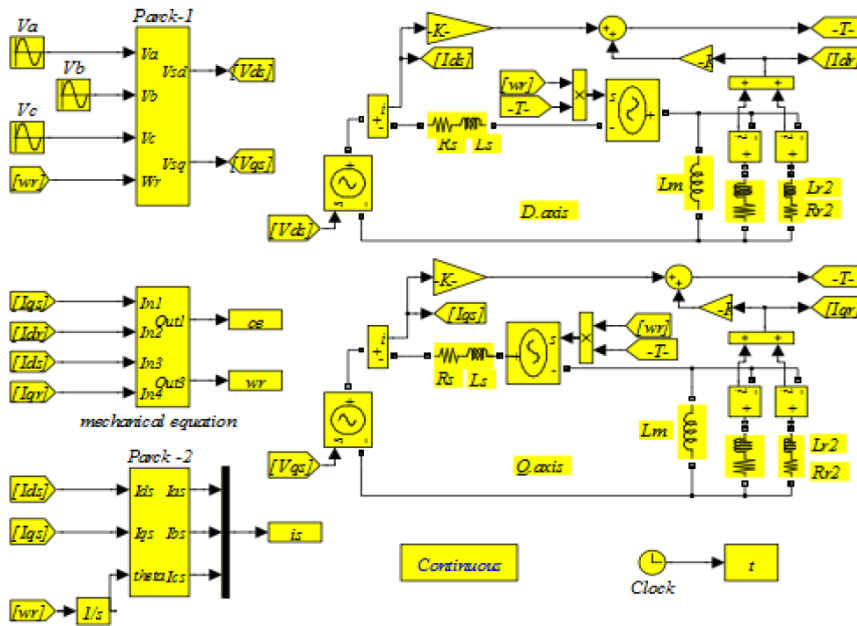 Va
Vb
Vc
[wr]
Parck-1
Va
Vb
Vc
Wr
Vsd
Vsq
[Vds]
[Vqs]
-K-
[Ids]
i
+
-
Rs
Ls
[wr]
-T-
×
s
+
-
[Vds]
s
+
-
D.axis
Lm
Lr2
Rr2
+
+
-K
-T-
[Idr]
[Iqs]
[Idr]
[Ids]
[Iqr]
In1
In2
In3
In4
Out1
Out3
ce
wr
mechanical equation
-K-
[Iqs]
i
+
-
Rs
Ls
[wr]
-T-
×
s
+
-
[Vqs]
s
+
-
Q.axis
Lm
Lr2
Rr2
+
+
-K
-T-
[Iqr]
Parck -2
[Ids]
[Iqs]
[wr]
1/s
Ids
Iqs
theta
Ias
Ibs
Ics
is
Continuous
Clock
t